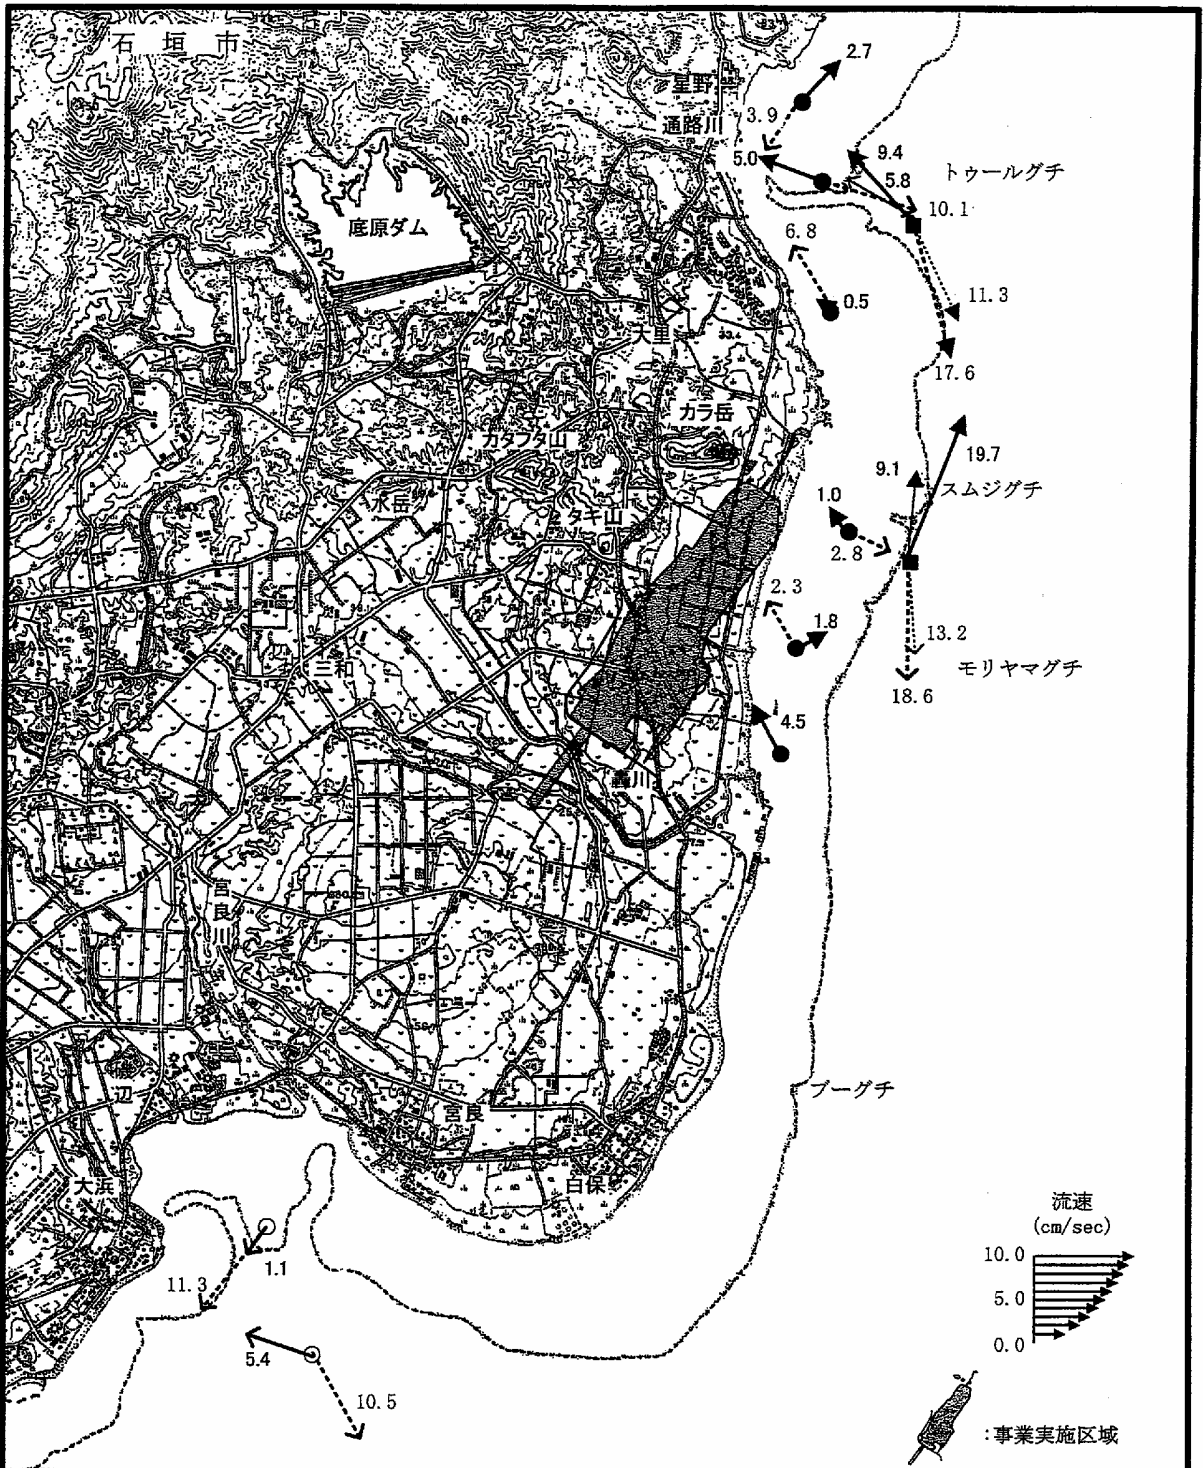 石垣市
星野
2.7
3.9
通路川
5.0
9.4
5.8
トゥールグチ
10.1
底原ダム
6.8
0.5
11.3
大里
17.6
カラ岳
カタフタ山
19.7
9.1
スムジグチ
水岳
タキ山
1.0
2.8
2.3
1.8
13.2
三和
モリヤマグチ
18.6
4.5
轟川
宮良川
ブーグチ
辺
宮良
大浜
白保
流速
(cm/sec)
10.0
5.0
0.0
1.1
11.3
5.4
10.5
:事業実施区域